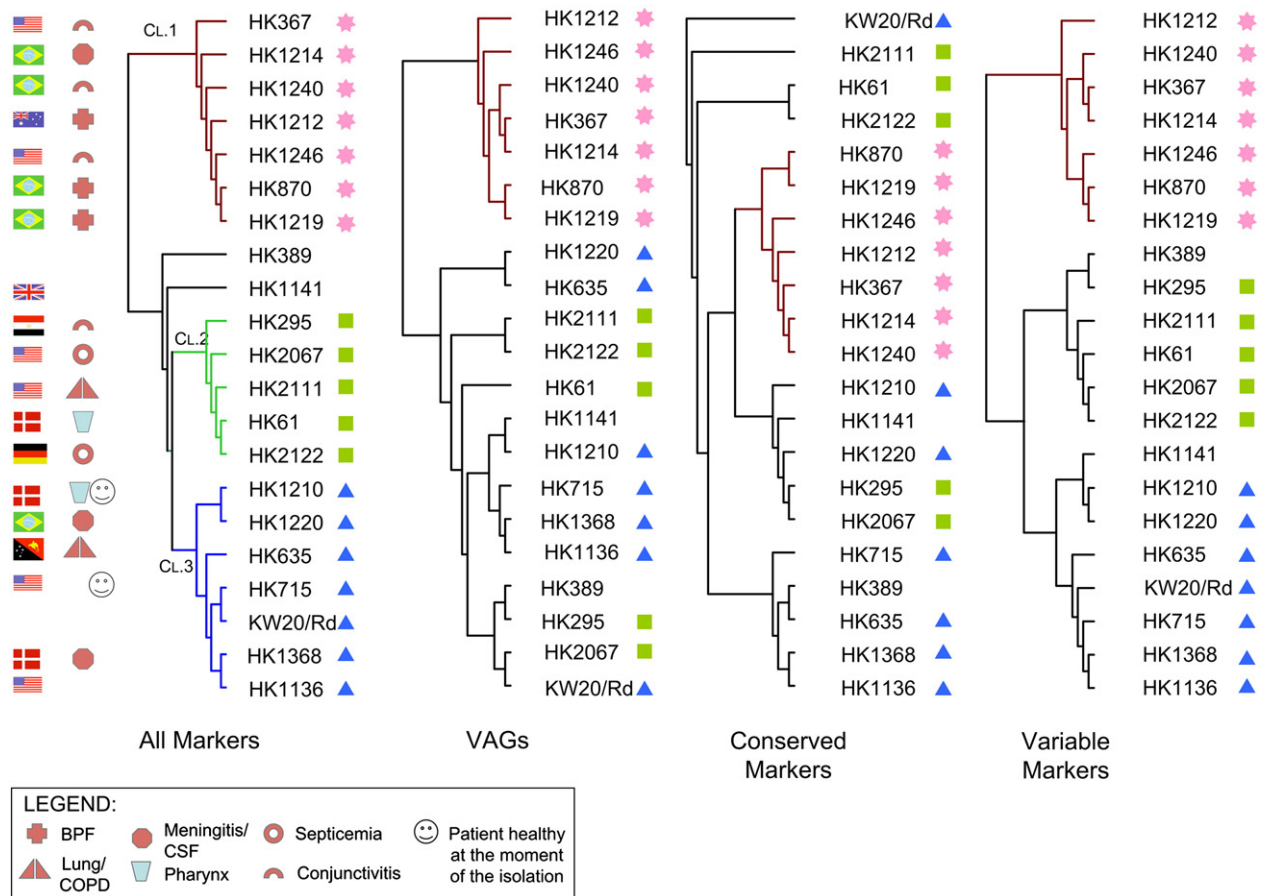 CL.1
HK367
HK1214
HK1240
HK1212
HK1246
HK870
HK1219
HK389
HK1141
HK295
CL.2
HK2067
HK2111
HK61
HK2122
HK1210
HK1220
CL.3
HK635
HK715
KW20/Rd
HK1368
HK1136
All Markers
HK1212
HK1246
HK1240
HK367
HK1214
HK870
HK1219
HK1220
HK635
HK2111
HK2122
HK61
HK1141
HK1210
HK715
HK1368
HK1136
HK389
HK295
HK2067
KW20/Rd
VAGs
KW20/Rd
HK2111
HK61
HK2122
HK870
HK1219
HK1246
HK1212
HK367
HK1214
HK1240
HK1210
HK1141
HK1220
HK295
HK2067
HK715
HK389
HK635
HK1368
HK1136
Conserved
Markers
HK1212
HK1240
HK367
HK1214
HK1246
HK870
HK1219
HK389
HK295
HK2111
HK61
HK2067
HK2122
HK1141
HK1210
HK1220
HK635
KW20/Rd
HK715
HK1368
HK1136
Variable
Markers
LEGEND:
BPF
Meningitis/
CSF
Septicemia
Patient healthy
at the moment
of the isolation
Lung/
COPD
Pharynx
Conjunctivitis